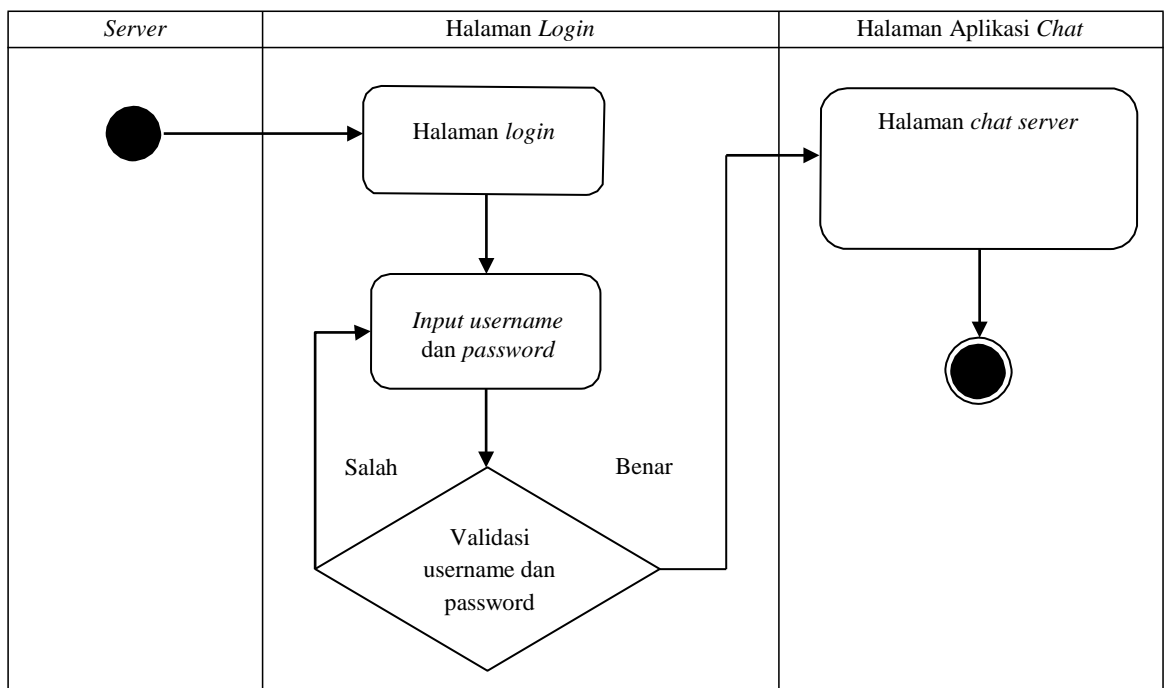 Server
Halaman Login
Halaman Aplikasi Chat
Halaman login
Halaman chat server
Input username
dan password
Salah
Benar
Validasi
username dan
password